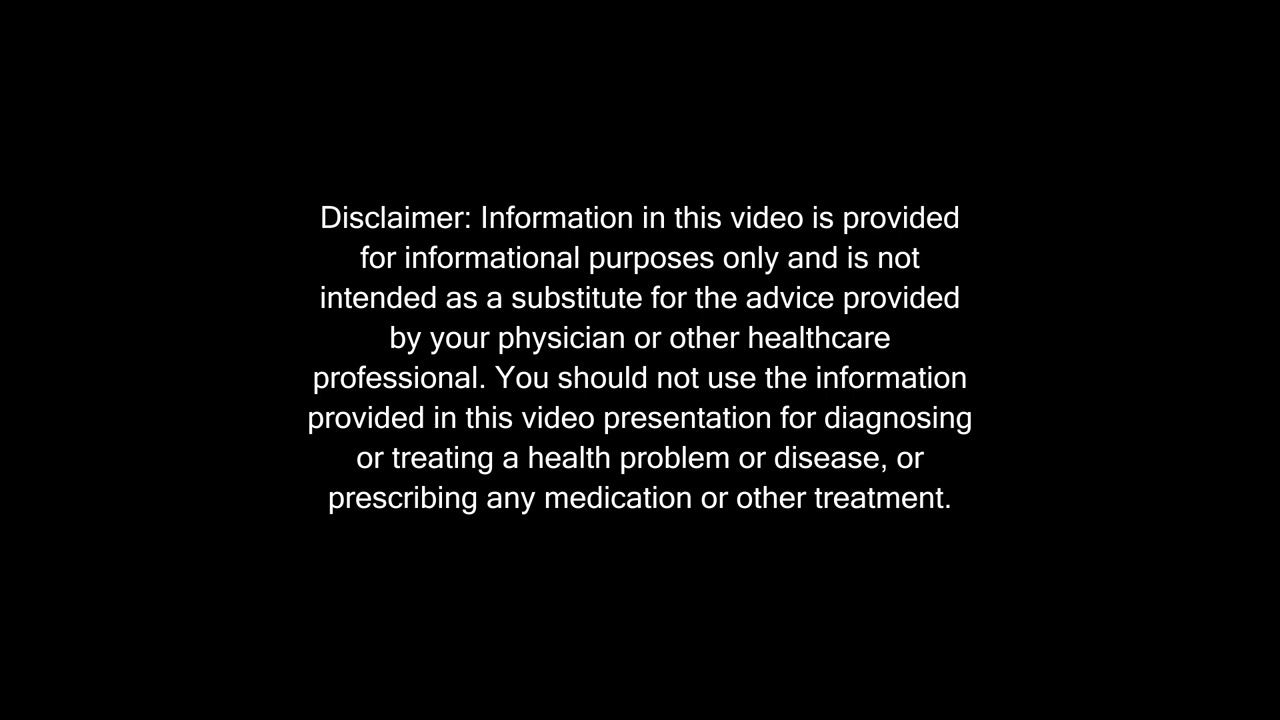 Disclaimer: Information in this video is provided
for informational purposes only and is not
intended as a substitute for the advice provided
by your physician or other healthcare
professional. You should not use the information
provided in this video presentation for diagnosing
or treating a health problem or disease, or
prescribing any medication or other treatment.